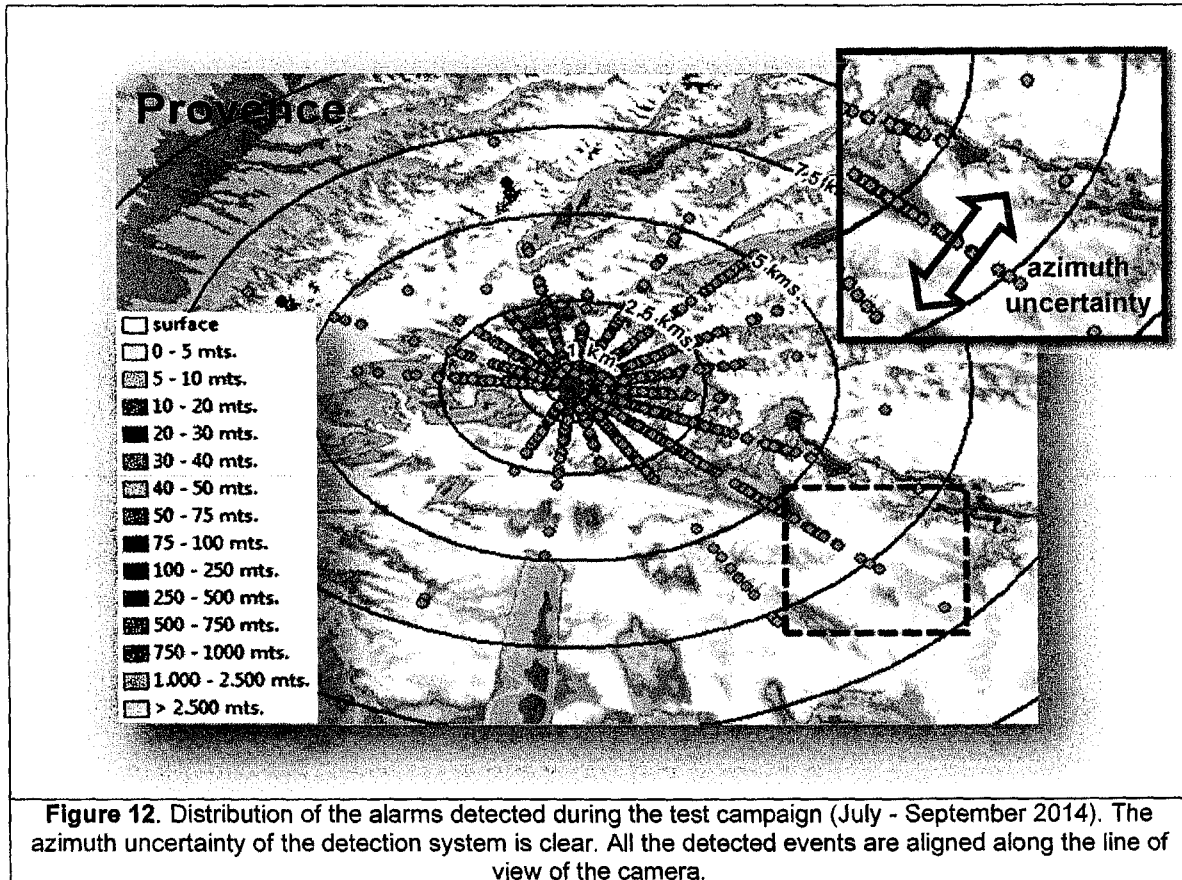 Provence
surface
0 - 5 mts.
5 - 10 mts.
10 - 20 mts.
20 - 30 mts.
30 - 40 mts.
40 - 50 mts.
50 - 75 mts.
75 - 100 mts.
100 - 250 mts.
250 - 500 mts.
500 - 750 mts.
750 - 1000 mts.
1.000 - 2.500 mts.
> 2.500 mts.
1 km.
2.5 kms.
5 kms.
7.5
azimuth
uncertainty
Figure 12. Distribution of the alarms detected during the test campaign (July - September 2014). The
azimuth uncertainty of the detection system is clear. All the detected events are aligned along the line of
view of the camera.